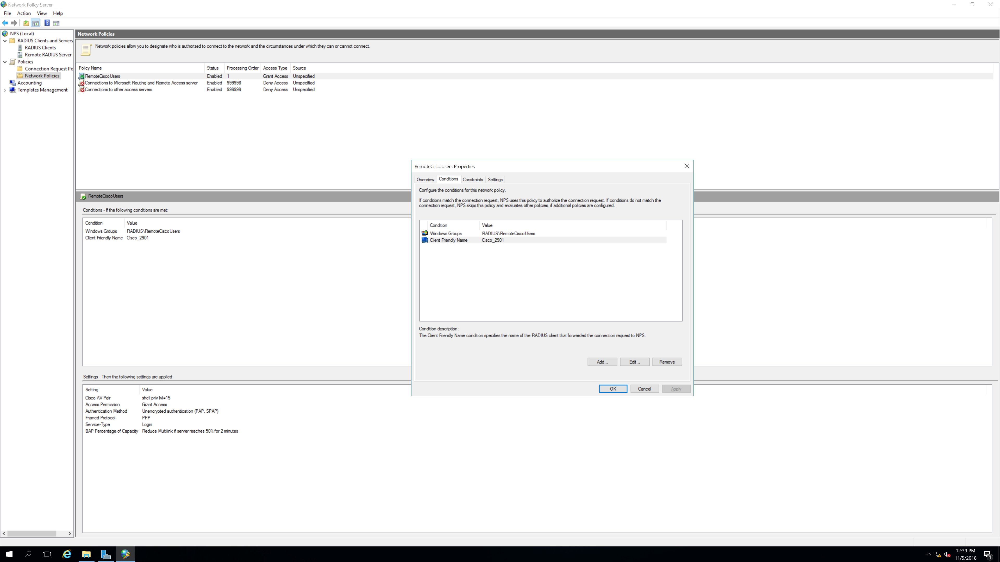 Network Policy Server
File Action View Help
NPS (Local)
RADIUS Clients and Servers
RADIUS Clients
Remote RADIUS Server
Policies
Connection Request Po
Network Policies
Accounting
Templates Management
Network Policies
Network policies allow you to designate who is authorized to connect to the network and the circumstances under which they can or cannot connect.
Policy Name Status Processing Order Access Type Source
RemoteCiscoUsers Enabled 1 Grant Access Unspecified
Connections to Microsoft Routing and Remote Access server Enabled 999998 Deny Access Unspecified
Connections to other access servers Enabled 999999 Deny Access Unspecified
RemoteCiscoUsers
Conditions - If the following conditions are met:
Condition Value
Windows Groups RADIUS\RemoteCiscoUsers
Client Friendly Name Cisco_2901
Settings - Then the following settings are applied:
Setting Value
Cisco-AV-Pair shell:priv-lvl=15
Access Permission Grant Access
Authentication Method Unencrypted authentication (PAP, SPAP)
Framed-Protocol PPP
Service-Type Login
BAP Percentage of Capacity Reduce Multilink if server reaches 50% for 2 minutes
RemoteCiscoUsers Properties
Overview Conditions Constraints Settings
Configure the conditions for this network policy.
If conditions match the connection request, NPS uses this policy to authorize the connection request. If conditions do not match the
connection request, NPS skips this policy and evaluates other policies, if additional policies are configured.
Condition Value
Windows Groups RADIUS\RemoteCiscoUsers
Client Friendly Name Cisco_2901
Condition description:
The Client Friendly Name condition specifies the name of the RADIUS client that forwarded the connection request to NPS.
Add... Edit... Remove
OK Cancel Apply
12:39 PM
11/5/2018
1